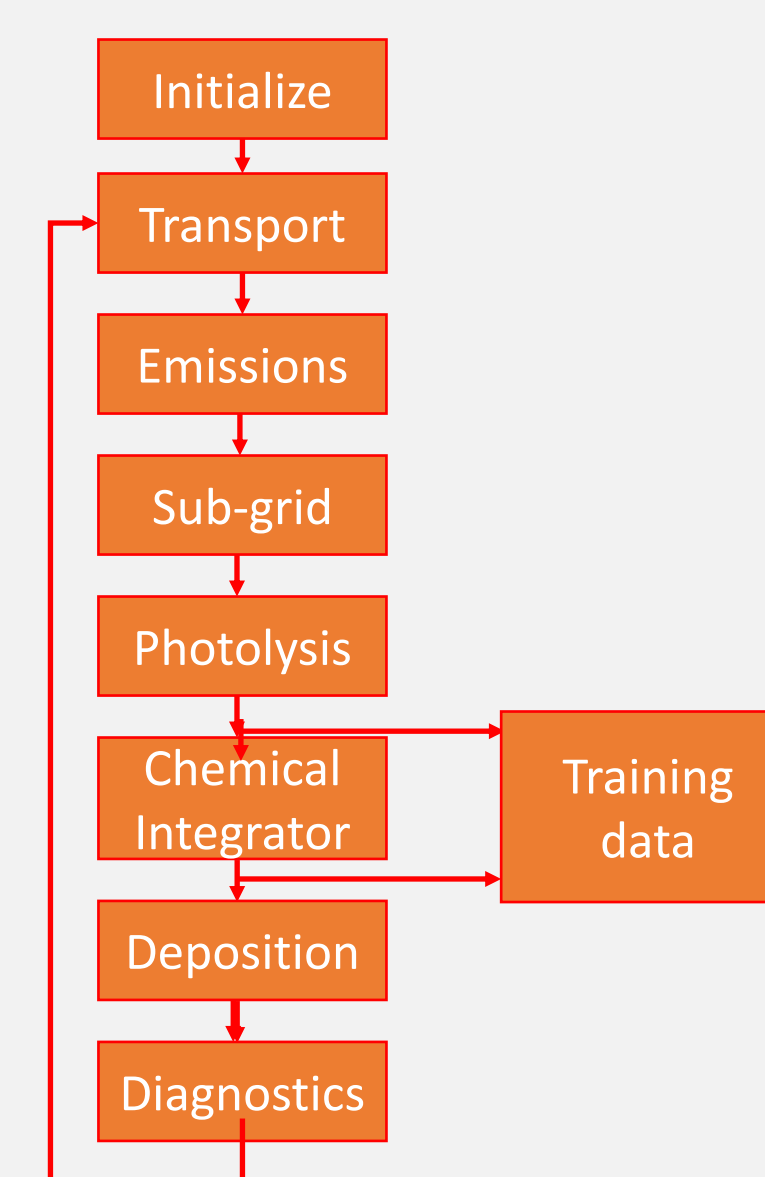 Initialize
Transport
Emissions
Sub-grid
Photolysis
Chemical
Integrator
Training
data
Deposition
Diagnostics